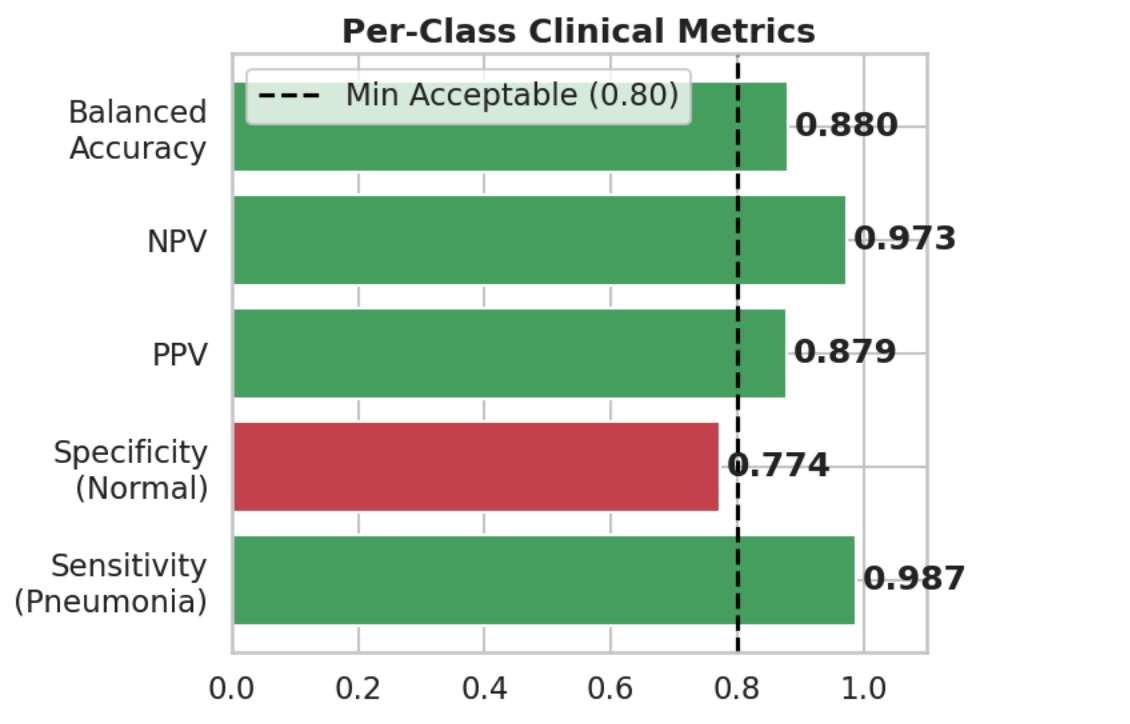 Per-Class Clinical Metrics
Min Acceptable (0.80)
Balanced
Accuracy
0.880
NPV
0.973
PPV
0.879
Specificity
(Normal)
0.774
Sensitivity
(Pneumonia)
0.987
0.0 0.2 0.4 0.6 0.8 1.0